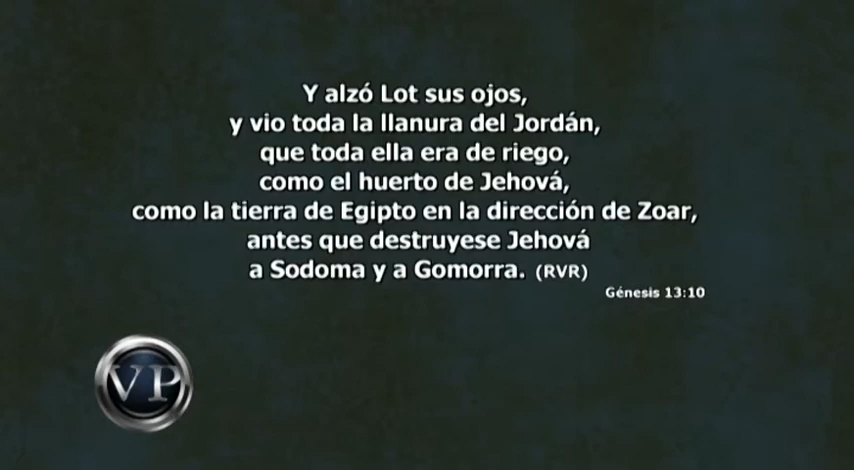 Y alzó Lot sus ojos,
y vio toda la llanura del Jordán,
que toda ella era de riego,
como el huerto de Jehová,
como la tierra de Egipto en la dirección de Zoar,
antes que destruyese Jehová
a Sodoma y a Gomorra. (RVR)
Génesis 13:10
VP